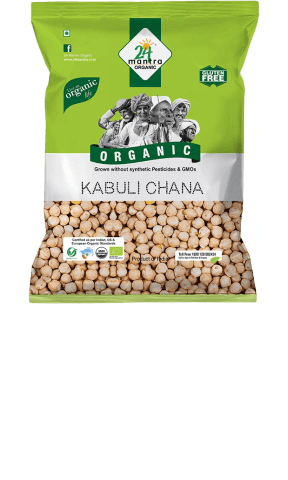 24
mantra
ORGANIC
organic
life
GLUTEN
FREE
ORGANIC
Grown without synthetic Pesticides & GMOs
KABULI CHANA
Certified as per Indian, US &
European Organic Standards
Product of India